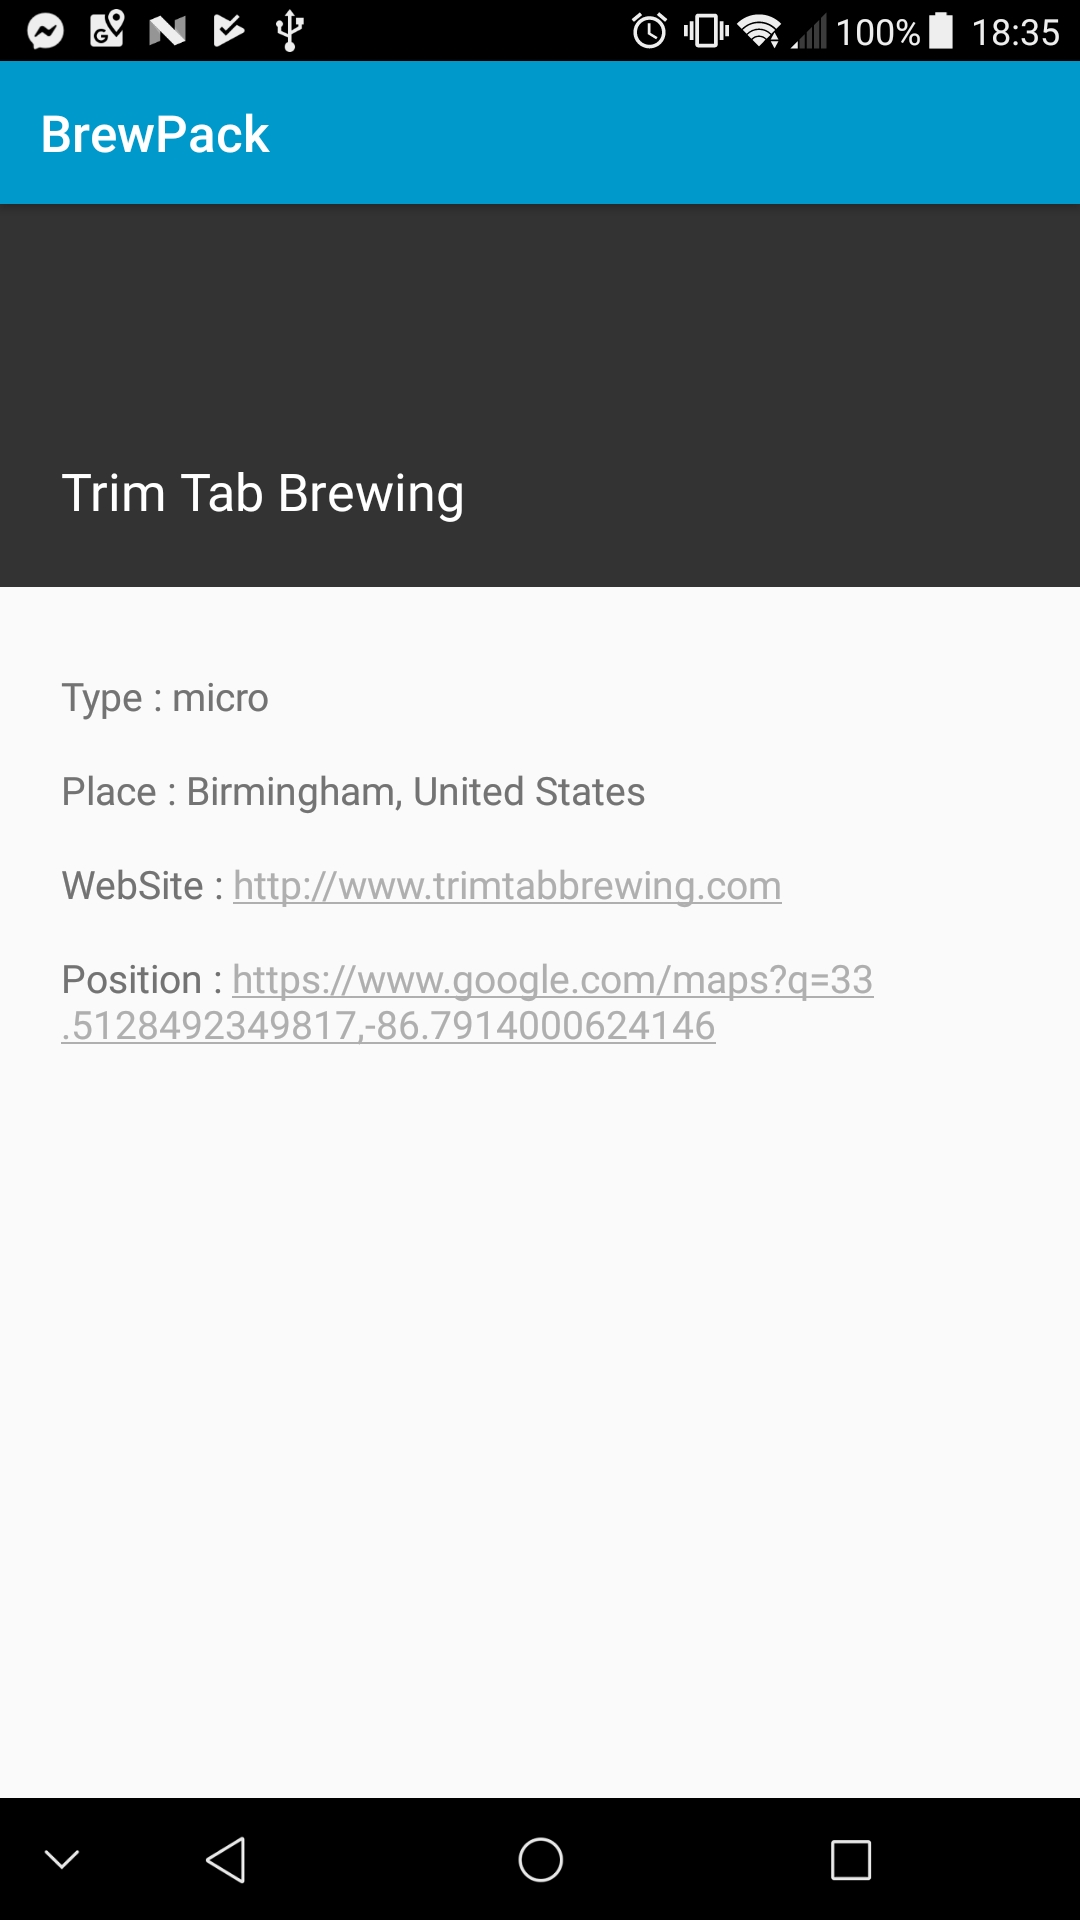 100% 18:35
BrewPack
Trim Tab Brewing
Type : micro
Place : Birmingham, United States
WebSite : http://www.trimtabbrewing.com
Position : https://www.google.com/maps?q=33
.5128492349817,-86.7914000624146